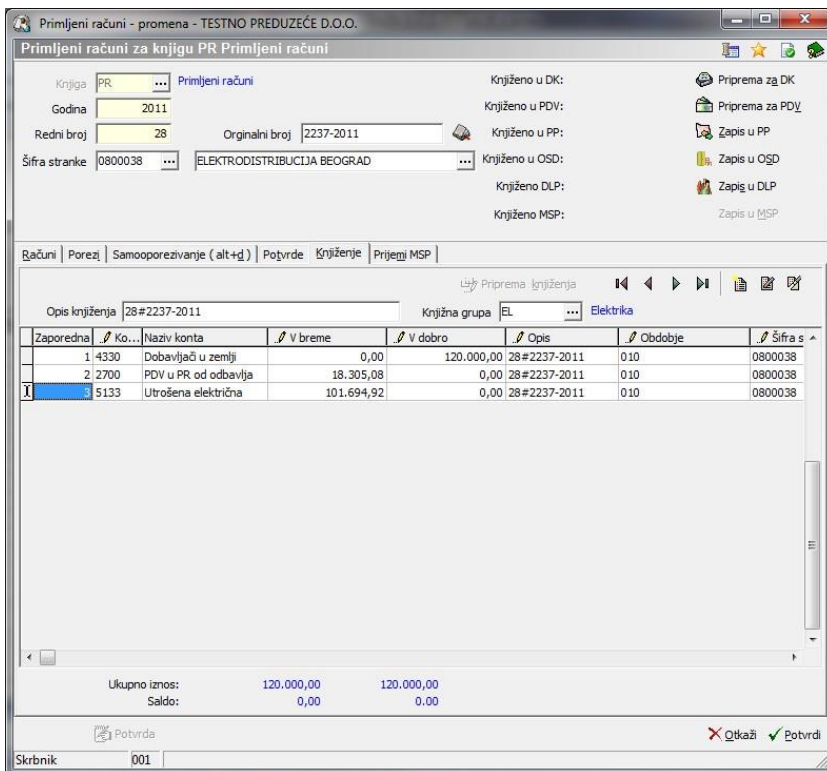 Primljeni računi - promena - TESTNO PREDUZEĆE D.O.O.
Primljeni računi za knjigu PR Primljeni računi
Knjiga PR ... Primljeni računi Knjiženo u DK: Priprema za DK
Godina 2011 Knjiženo u PDV: Priprema za PDV
Redni broj 28 Orginalni broj 2237-2011 Knjiženo u PP: Zapis u PP
Šifra stranke 0800038 ... ELEKTRODISTRIBUCIJA BEOGRAD ... Knjiženo u OSD: Zapis u OSD
Knjiženo DLP: Zapis u DLP
Knjiženo MSP: Zapis u MSP
Računi Porezi Samooporezivanje ( alt+d ) Potvrde Knjiženje Prijemi MSP
Priprema knjiženja
Opis knjiženja 28#2237-2011 Knjižna grupa EL ... Elektrika
Zaporedna Ko... Naziv konta V breme V dobro Opis Obdobje Šifra s
1 4330 Dobavljači u zemlji 0,00 120.000,00 28#2237-2011 010 0800038
2 2700 PDV u PR od odbavlja 18.305,08 0,00 28#2237-2011 010 0800038
3 5133 Utrošena električna 101.694,92 0,00 28#2237-2011 010 0800038
Ukupno iznos: 120.000,00 120.000,00
Saldo: 0,00 0.00
Potvrda Otkaži Potvrdi
Skrbnik 001